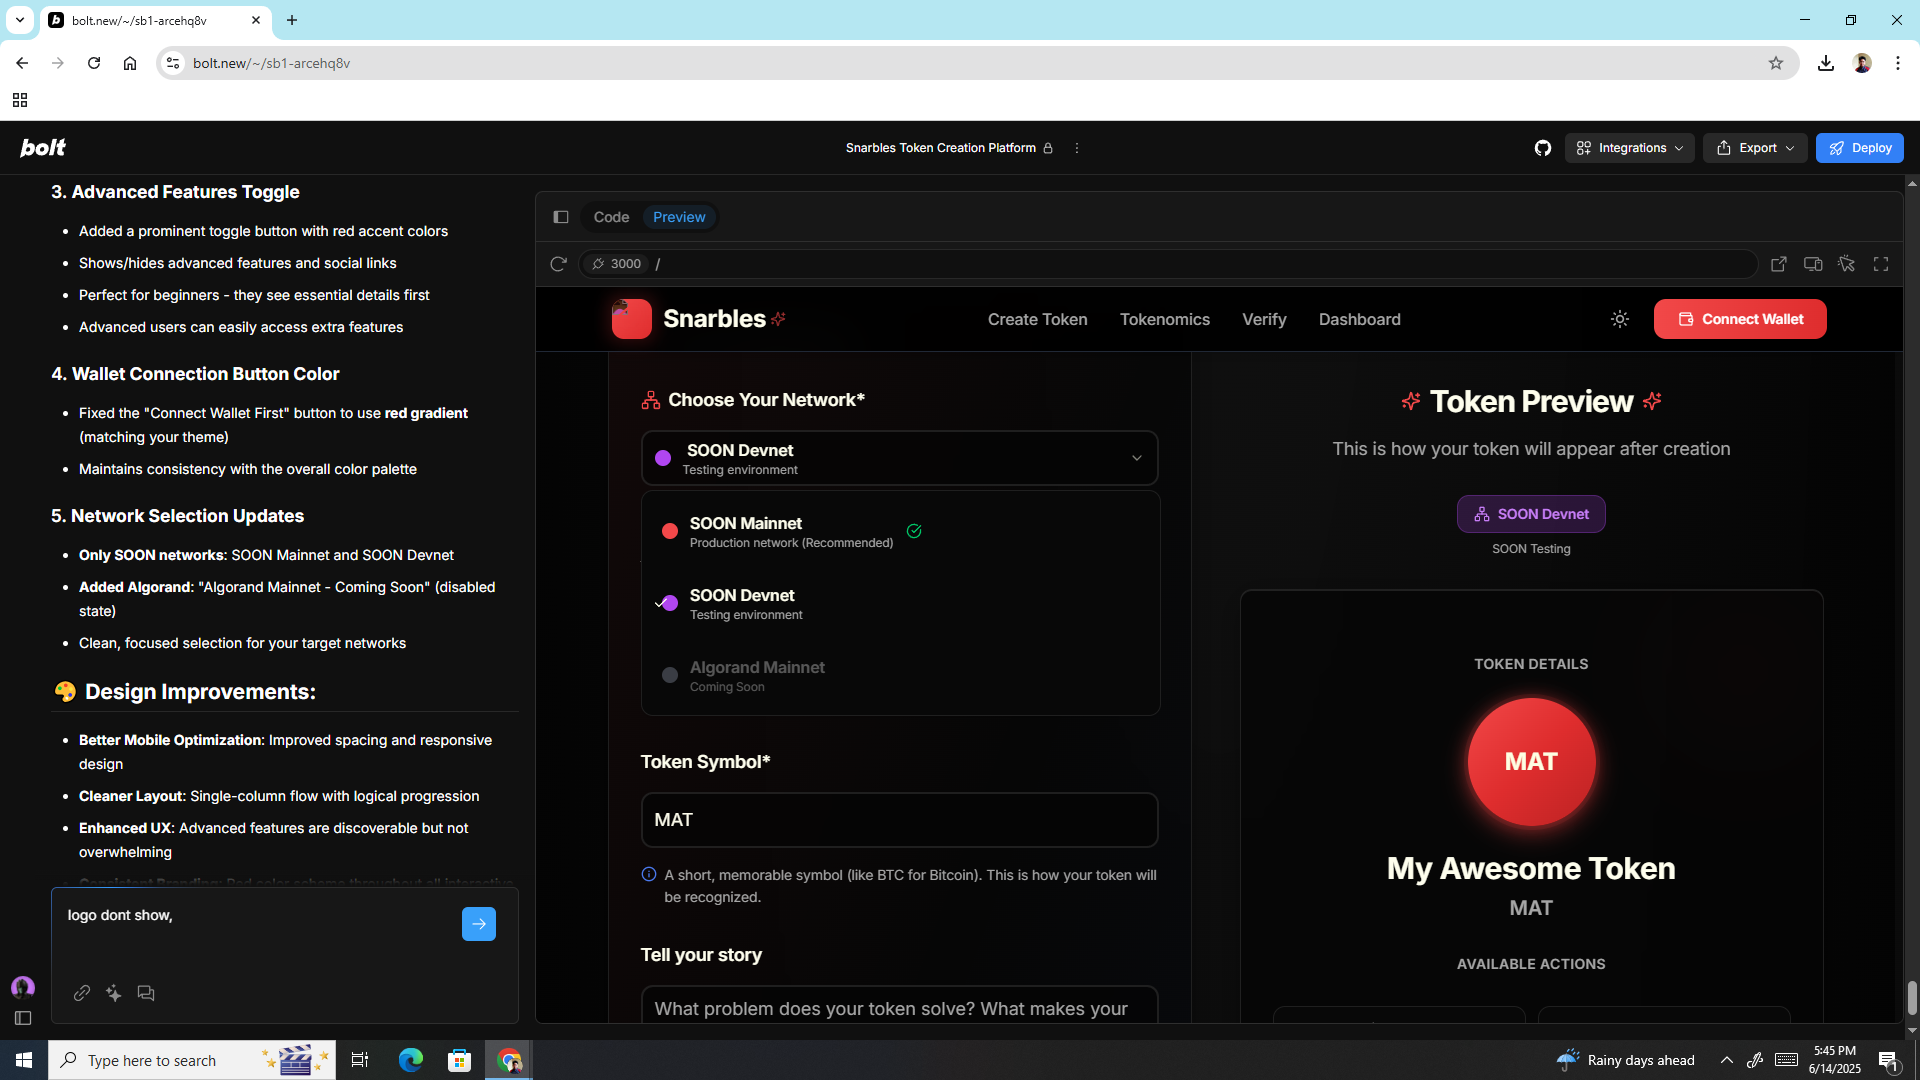 bolt.new/~/sb1-arcehq8v
bolt.new/~/sb1-arcehq8v
bolt
Snarbles Token Creation Platform
Integrations
Export
Deploy
3. Advanced Features Toggle
Added a prominent toggle button with red accent colors
Shows/hides advanced features and social links
Perfect for beginners - they see essential details first
Advanced users can easily access extra features
4. Wallet Connection Button Color
Fixed the "Connect Wallet First" button to use red gradient
(matching your theme)
Maintains consistency with the overall color palette
5. Network Selection Updates
Only SOON networks: SOON Mainnet and SOON Devnet
Added Algorand: "Algorand Mainnet - Coming Soon" (disabled
state)
Clean, focused selection for your target networks
Design Improvements:
Better Mobile Optimization: Improved spacing and responsive
design
Cleaner Layout: Single-column flow with logical progression
Enhanced UX: Advanced features are discoverable but not
overwhelming
logo dont show,
Code
Preview
3000
/
Snarbles
Create Token
Tokenomics
Verify
Dashboard
Connect Wallet
Choose Your Network*
SOON Devnet
Testing environment
SOON Mainnet
Production network (Recommended)
SOON Devnet
Testing environment
Algorand Mainnet
Coming Soon
Token Symbol*
MAT
A short, memorable symbol (like BTC for Bitcoin). This is how your token will
be recognized.
Tell your story
What problem does your token solve? What makes your
Token Preview
This is how your token will appear after creation
SOON Devnet
SOON Testing
TOKEN DETAILS
MAT
My Awesome Token
MAT
AVAILABLE ACTIONS
Type here to search
Rainy days ahead
5:45 PM
6/14/2025
1